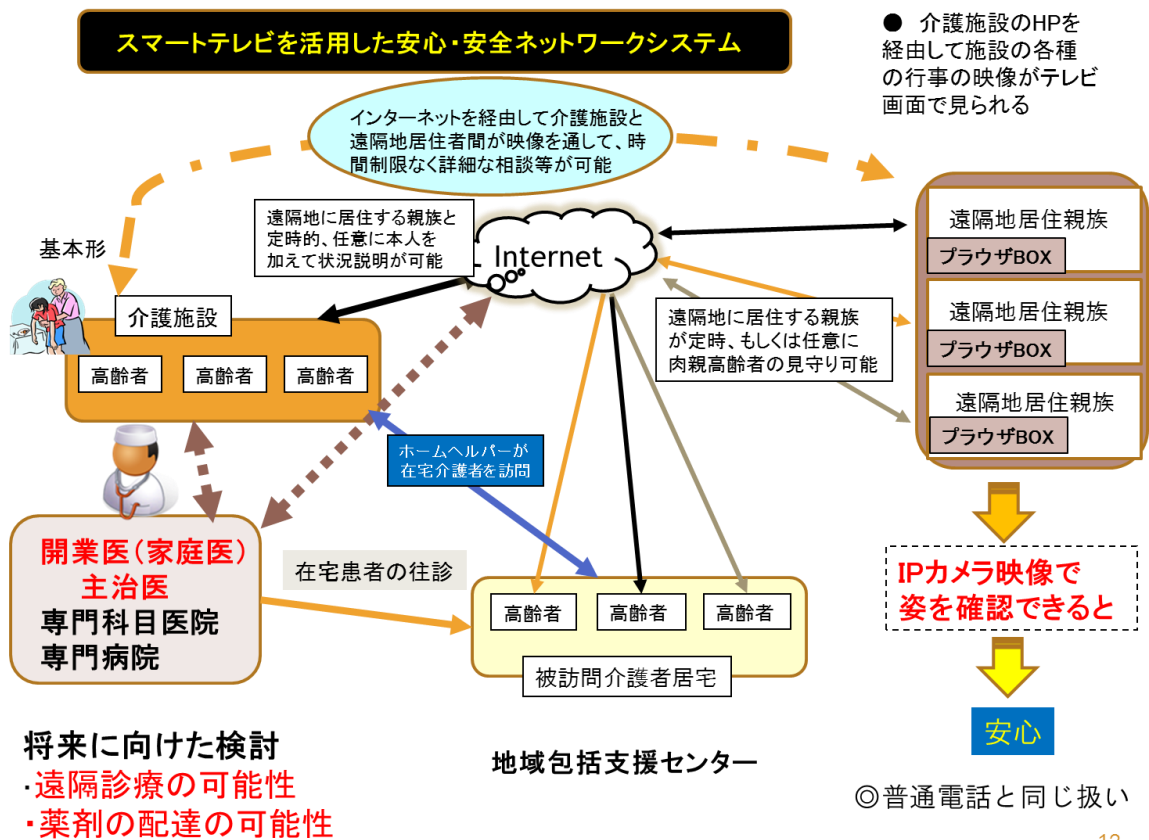 スマートテレビを活用した安心・安全ネットワークシステム
● 介護施設のHPを
経由して施設の各種
の行事の映像がテレビ
画面で見られる
インターネットを経由して介護施設と
遠隔地居住者間が映像を通して、時
間制限なく詳細な相談等が可能
遠隔地に居住する親族と
定時的、任意に本人を
加えて状況説明が可能
Internet
基本形
介護施設
高齢者
高齢者
高齢者
遠隔地居住親族
プラウザBOX
遠隔地居住親族
プラウザBOX
遠隔地居住親族
プラウザBOX
遠隔地に居住する親族
が定時、もしくは任意に
肉親高齢者の見守り可能
ホームヘルパーが
在宅介護者を訪問
開業医(家庭医)
主治医
専門科目医院
専門病院
在宅患者の往診
高齢者
高齢者
高齢者
被訪問介護者居宅
IPカメラ映像で
姿を確認できると
安心
将来に向けた検討
・遠隔診療の可能性
・薬剤の配達の可能性
地域包括支援センター
◎普通電話と同じ扱い